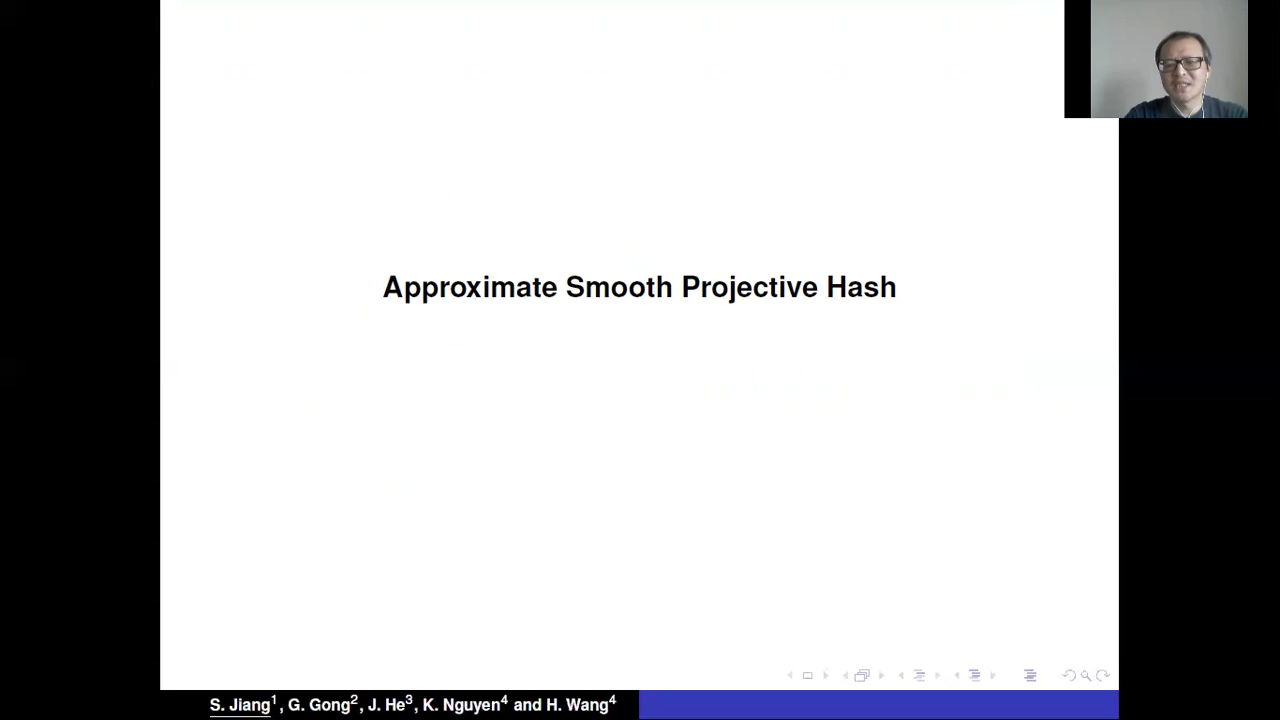 Approximate Smooth Projective Hash
S. Jiang¹, G. Gong², J. He³, K. Nguyen⁴ and H. Wang⁴